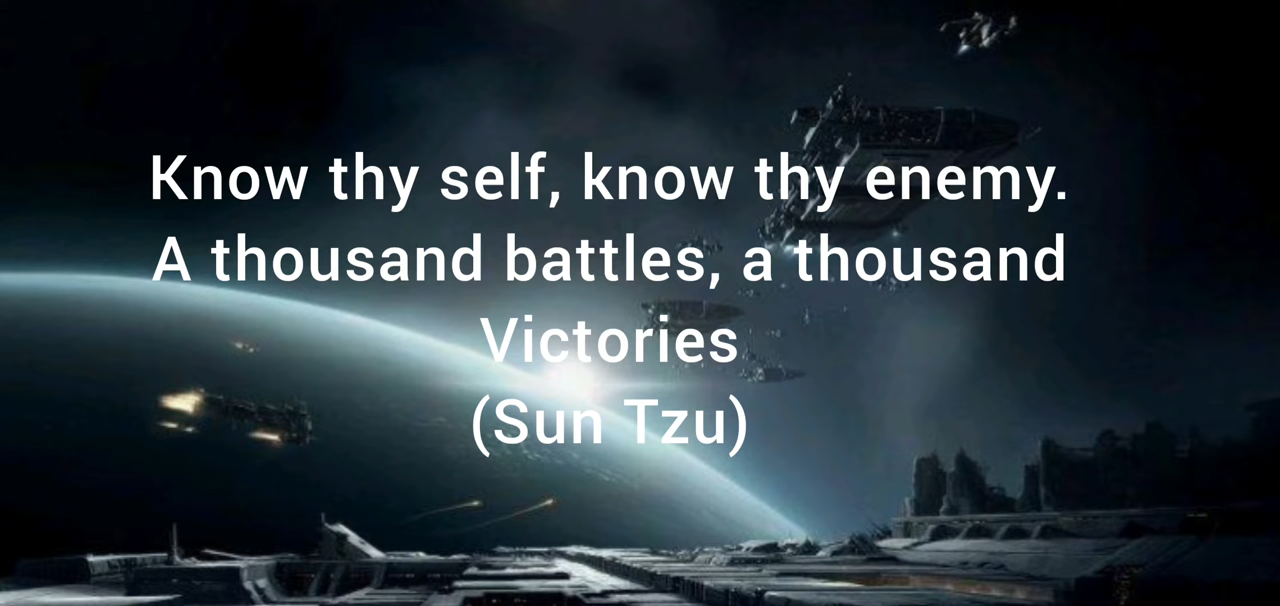 Know thy self, know thy enemy.
A thousand battles, a thousand
Victories
(Sun Tzu)